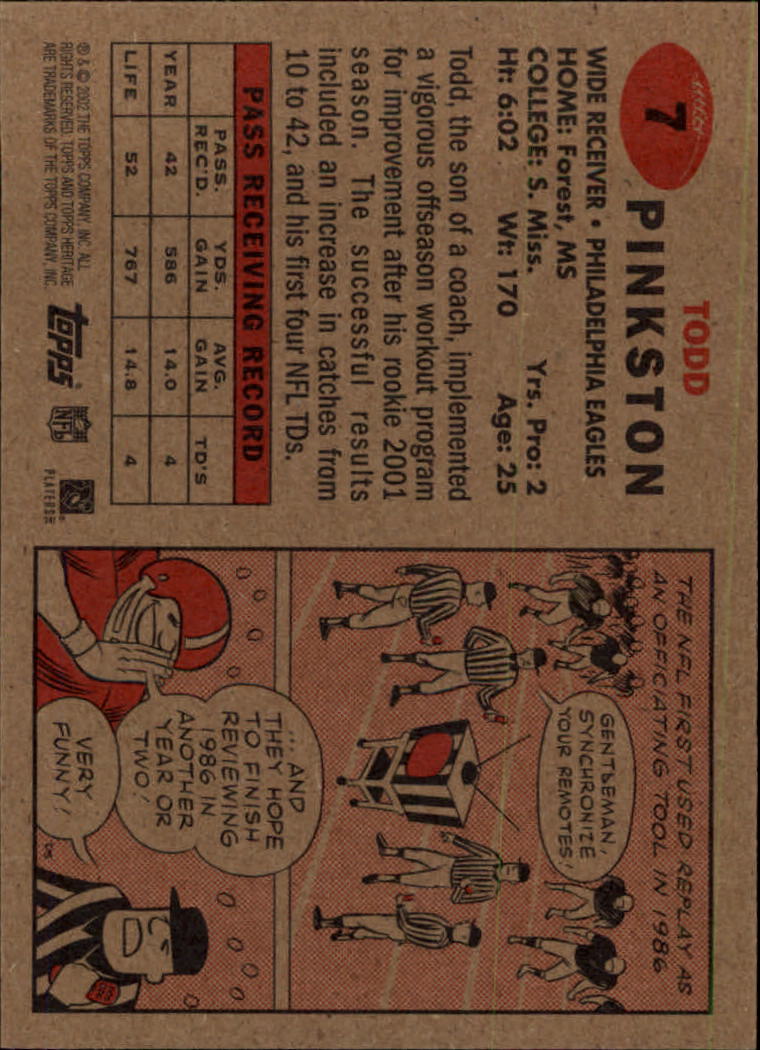 7
TODD
PINKSTON
WIDE RECEIVER • PHILADELPHIA EAGLES
HOME: Forest, MS
COLLEGE: S. Miss. Yrs. Pro: 2
Ht: 6:02 Wt: 170 Age: 25
Todd, the son of a coach, implemented
a vigorous offseason workout program
for improvement after his rookie 2001
season. The successful results
included an increase in catches from
10 to 42, and his first four NFL TDs.
PASS RECEIVING RECORD
PASS. REC'D. YDS. GAIN AVG. GAIN TD'S
YEAR 42 586 14.0 4
LIFE 52 767 14.8 4
® & © 2002 THE TOPPS COMPANY, INC. ALL
RIGHTS RESERVED. TOPPS AND TOPPS HERITAGE
ARE TRADEMARKS OF THE TOPPS COMPANY, INC.
topps
NFL
PLAYERS
THE NFL FIRST USED REPLAY AS
AN OFFICIATING TOOL IN 1986
GENTLEMAN,
SYNCHRONIZE
YOUR REMOTES!
... AND
THEY HOPE
TO FINISH
REVIEWING
1986 IN
ANOTHER
YEAR OR
TWO!
VERY
FUNNY!